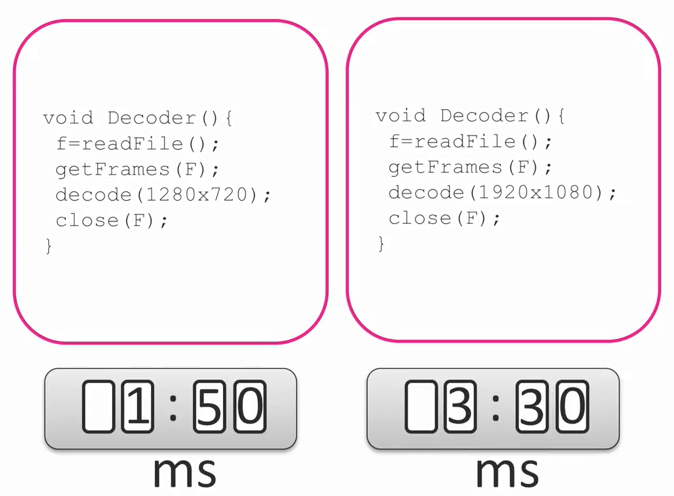 void Decoder(){
f=readFile();
getFrames(F);
decode(1280x720);
close(F);
}
1:50
ms
void Decoder(){
f=readFile();
getFrames(F);
decode(1920x1080);
close(F);
}
3:30
ms